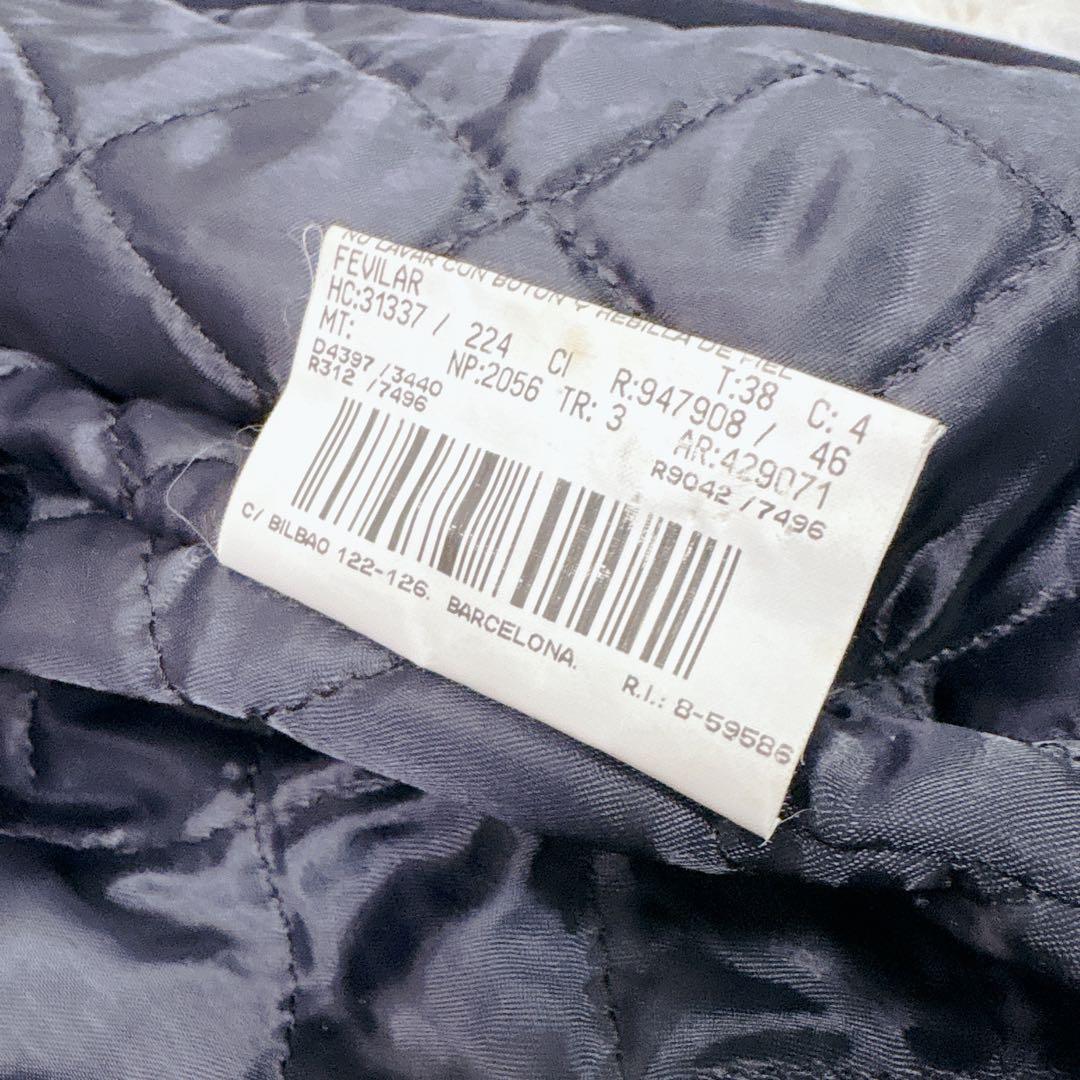 NO LAVAR CON BOTON Y HEBILLA DE PIEL
FEVILAR T:38 C: 4
HC:31337 / 224 CI R:947908 / 46
MT: NP:2056 TR: 3 AR:429071
D4397 /3440 R9042 /7496
R312 /7496
C/ BILBAO 122-126. BARCELONA.
R.I.: 8-59586